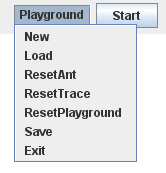 Playground Start
New
Load
ResetAnt
ResetTrace
ResetPlayground
Save
Exit